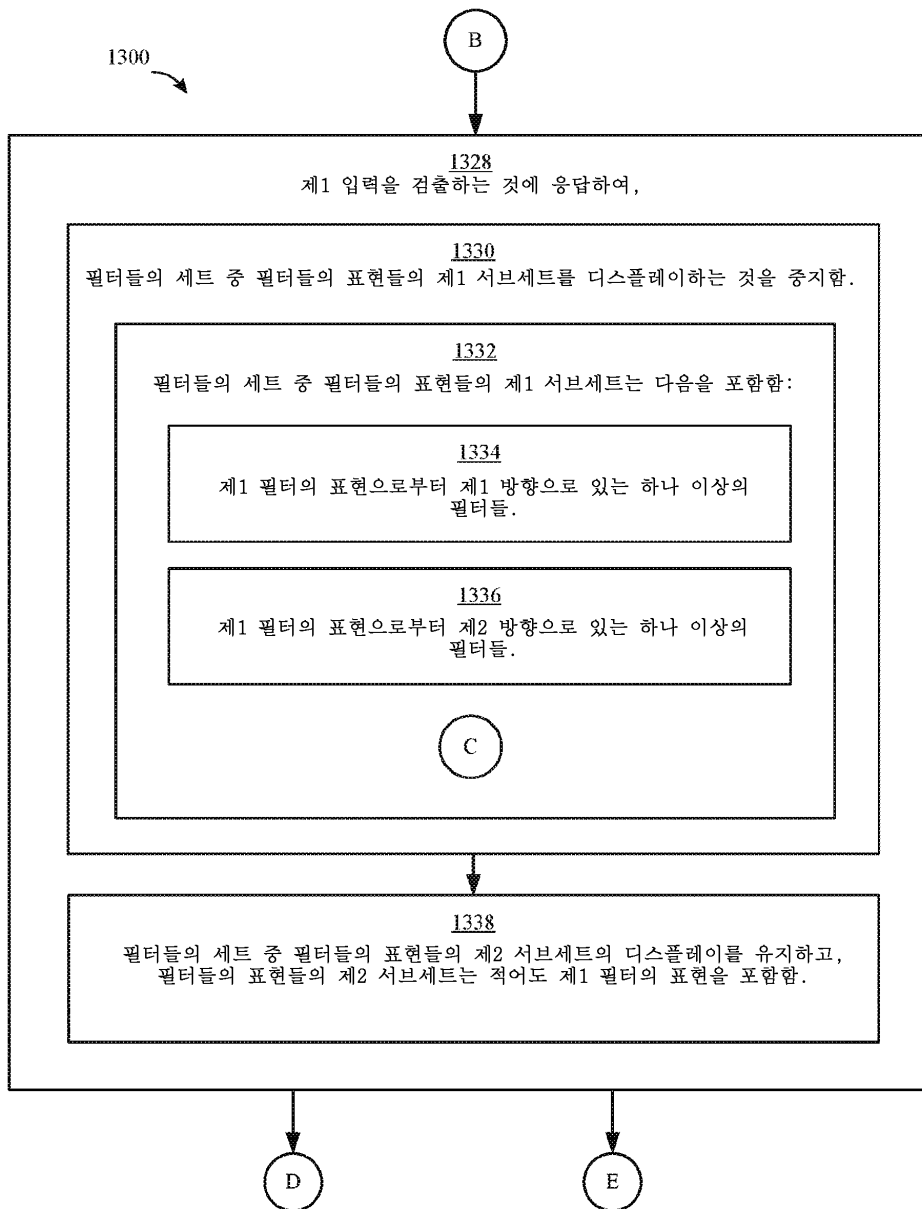 B
1300
1328
제1 입력을 검출하는 것에 응답하여,
1330
필터들의 세트 중 필터들의 표현들의 제1 서브세트를 디스플레이하는 것을 중지함.
1332
필터들의 세트 중 필터들의 표현들의 제1 서브세트는 다음을 포함함:
1334
제1 필터의 표현으로부터 제1 방향으로 있는 하나 이상의
필터들.
1336
제1 필터의 표현으로부터 제2 방향으로 있는 하나 이상의
필터들.
C
1338
필터들의 세트 중 필터들의 표현들의 제2 서브세트의 디스플레이를 유지하고,
필터들의 표현들의 제2 서브세트는 적어도 제1 필터의 표현을 포함함.
D
E